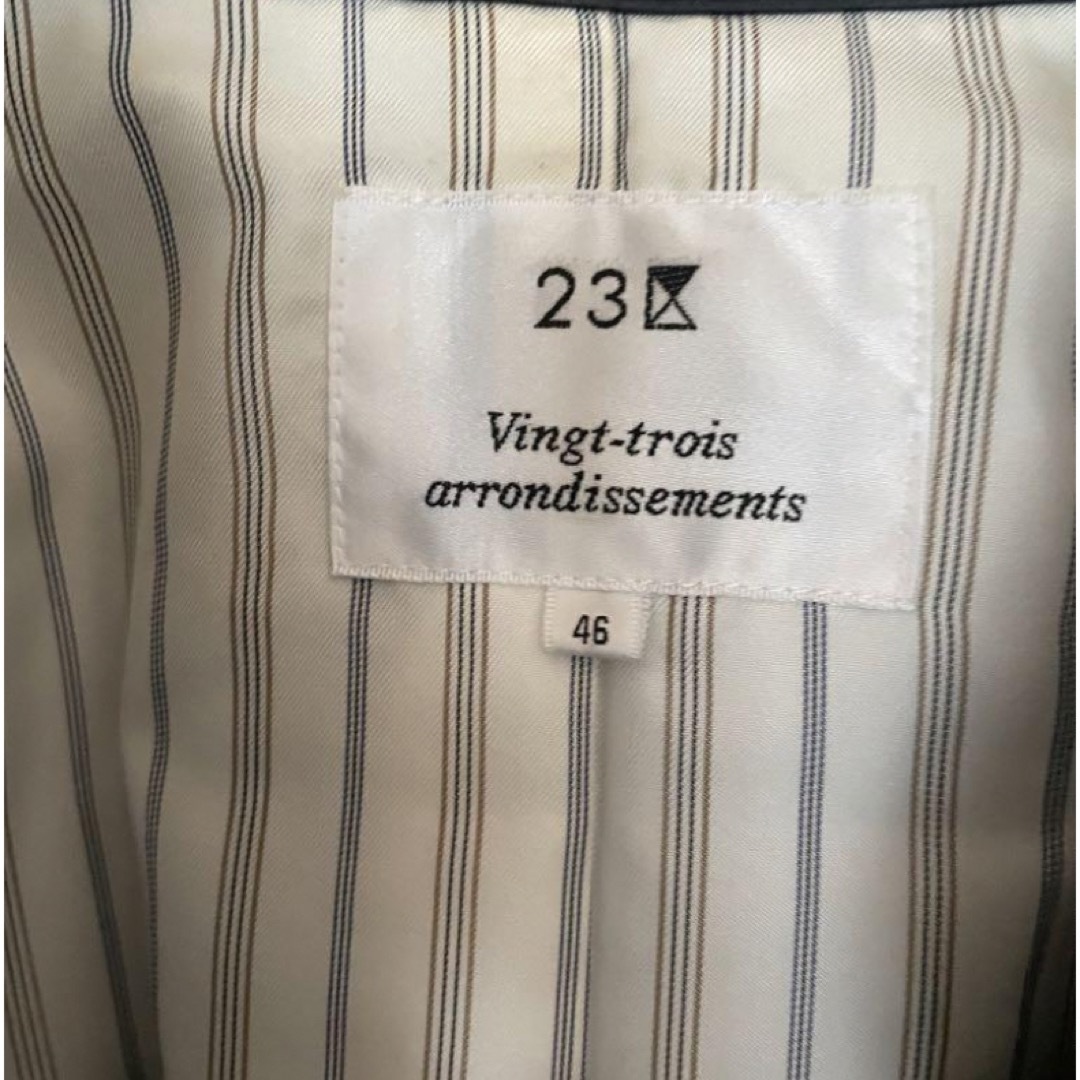 23区
Vingt-trois
arrondissements
46